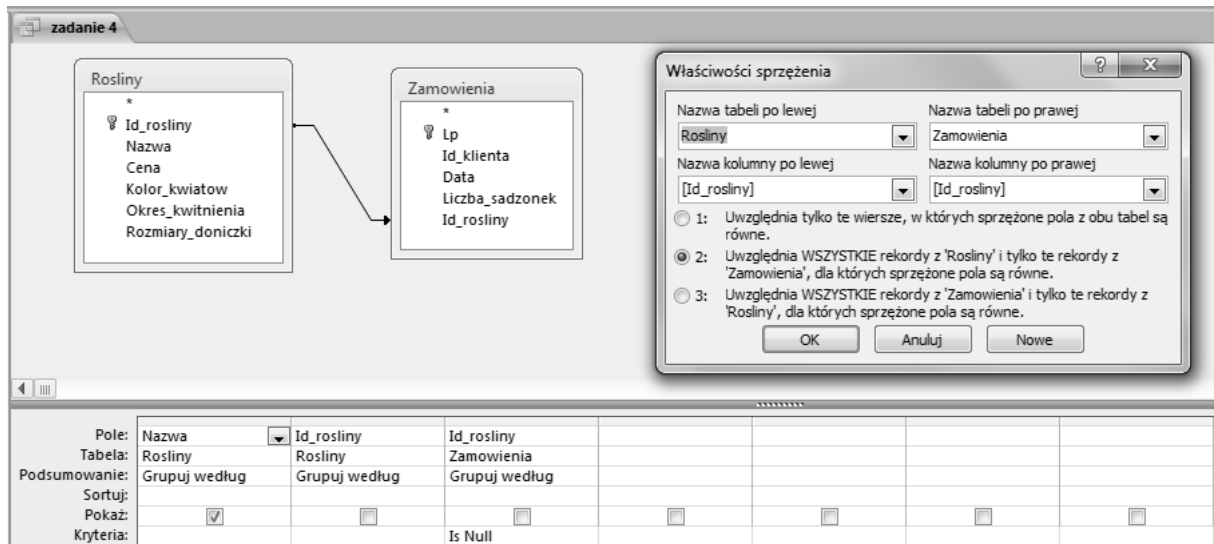 zadanie 4
Rosliny
*
Id_rosliny
Nazwa
Cena
Kolor_kwiatow
Okres_kwitnienia
Rozmiary_doniczki
Zamowienia
*
Lp
Id_klienta
Data
Liczba_sadzonek
Id_rosliny
Właściwości sprzężenia
Nazwa tabeli po lewej Nazwa tabeli po prawej
Rosliny Zamowienia
Nazwa kolumny po lewej Nazwa kolumny po prawej
[Id_rosliny] [Id_rosliny]
1: Uwzględnia tylko te wiersze, w których sprzężone pola z obu tabel są
równe.
2: Uwzględnia WSZYSTKIE rekordy z 'Rosliny' i tylko te rekordy z
'Zamowienia', dla których sprzężone pola są równe.
3: Uwzględnia WSZYSTKIE rekordy z 'Zamowienia' i tylko te rekordy z
'Rosliny', dla których sprzężone pola są równe.
OK Anuluj Nowe
Pole: Nazwa Id_rosliny Id_rosliny
Tabela: Rosliny Rosliny Zamowienia
Podsumowanie: Grupuj według Grupuj według Grupuj według
Sortuj:
Pokaż:
Kryteria: Is Null